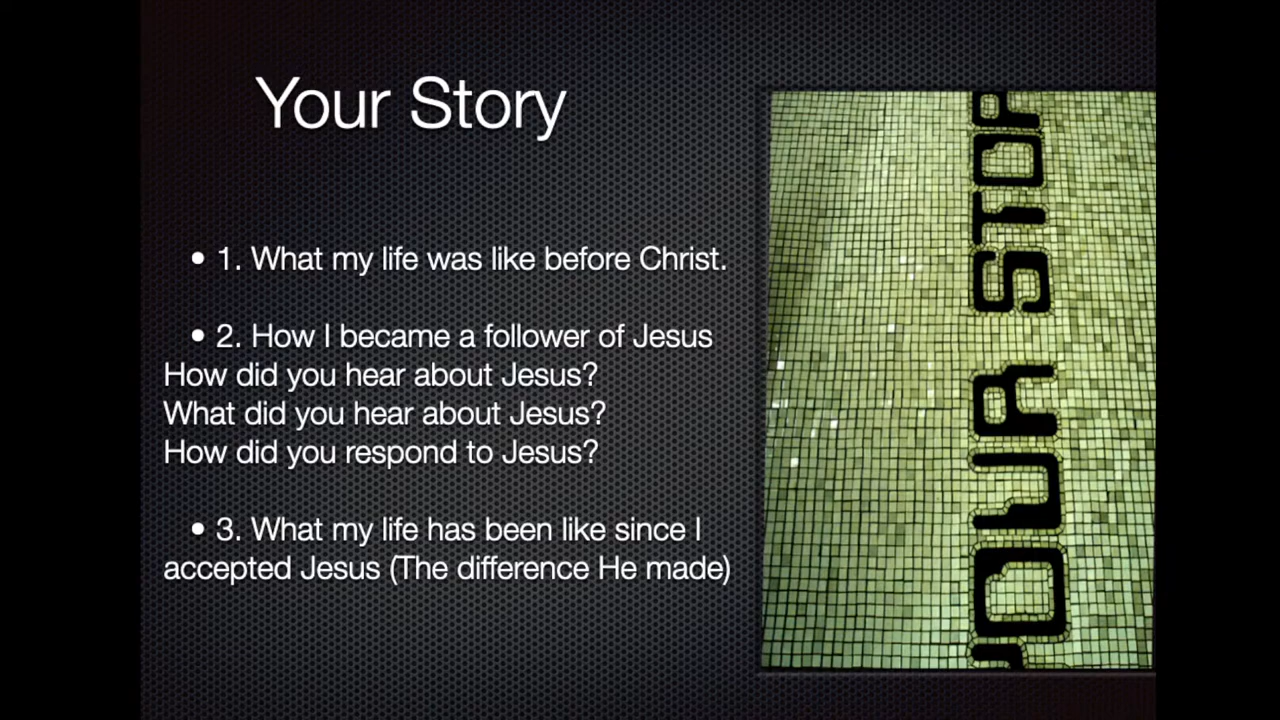 Your Story
• 1. What my life was like before Christ.
• 2. How I became a follower of Jesus
How did you hear about Jesus?
What did you hear about Jesus?
How did you respond to Jesus?
• 3. What my life has been like since I
accepted Jesus (The difference He made)
YOUR STOR